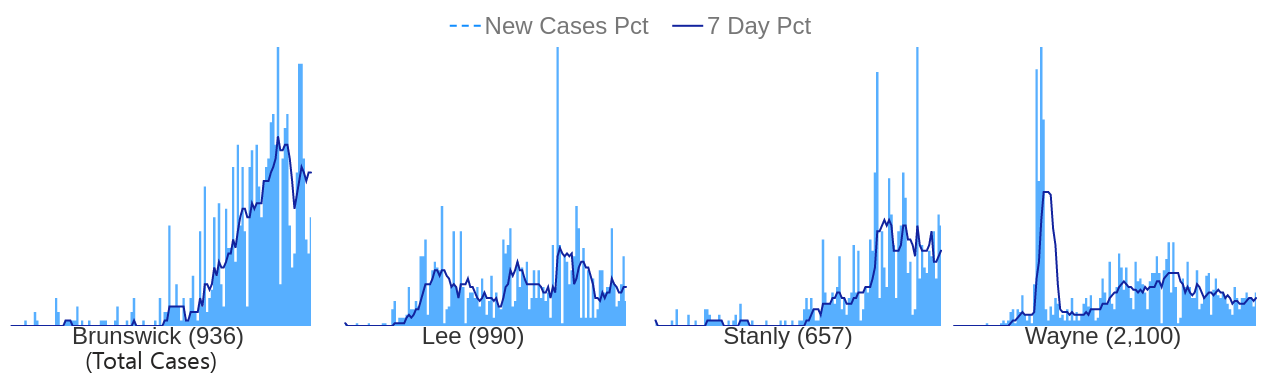 New Cases Pct 7 Day Pct
Brunswick (936) Lee (990) Stanly (657) Wayne (2,100)
(Total Cases)